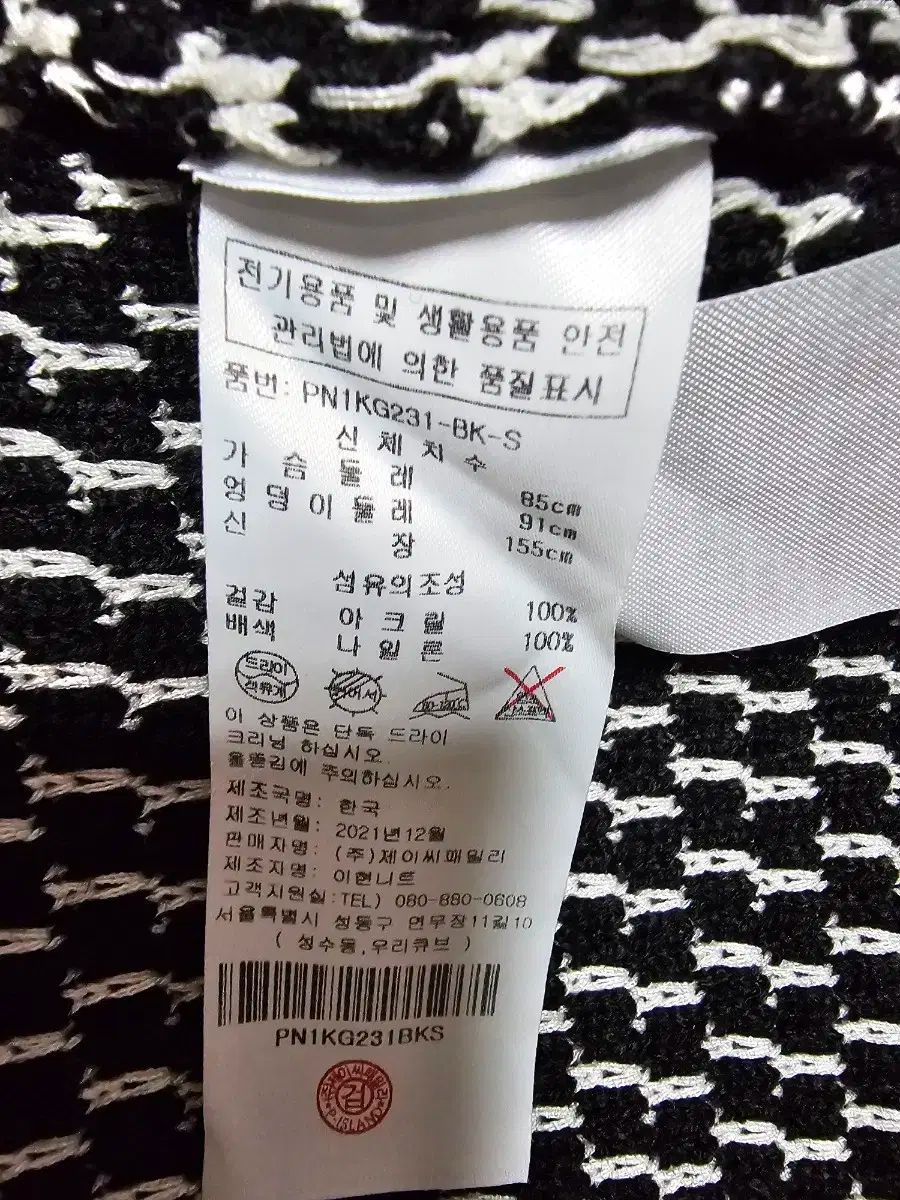 전기용품 및 생활용품 안전
관리법에 의한 품질표시
품번: PN1KG231-BK-S
신 체 치 수
가 슴 둘 레 85cm
엉 덩 이 둘 레 91cm
신 장 155cm
섬유의조성
겉감 아 크 릴 100%
배색 나 일 론 100%
드라이
석유계
이 상품은 단독 드라이
크리닝 하십시오.
올뜯김에 주의하십시오.
제조국명: 한국
제조년월: 2021년12월
판매자명: (주)제이씨패밀리
제조자명: 이현니트
고객지원실:TEL) 080-880-0608
서울특별시 성동구 연무장11길10
( 성수동,우리큐브 )
PN1KG231BKS
검
P.ISLAND